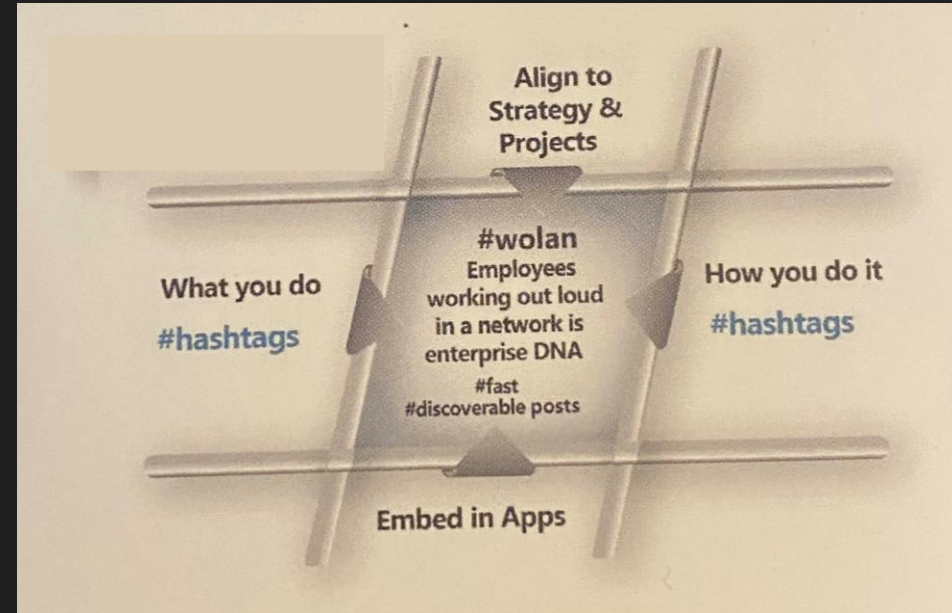 Align to
Strategy &
Projects
#wolan
Employees
working out loud
in a network is
enterprise DNA
#fast
#discoverable posts
What you do
#hashtags
How you do it
#hashtags
Embed in Apps